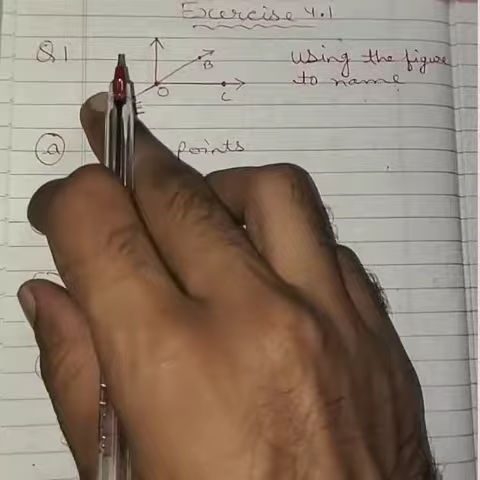 Exercise 4.1
Q1
using the figure
to name
B
O
C
E
(a)
points